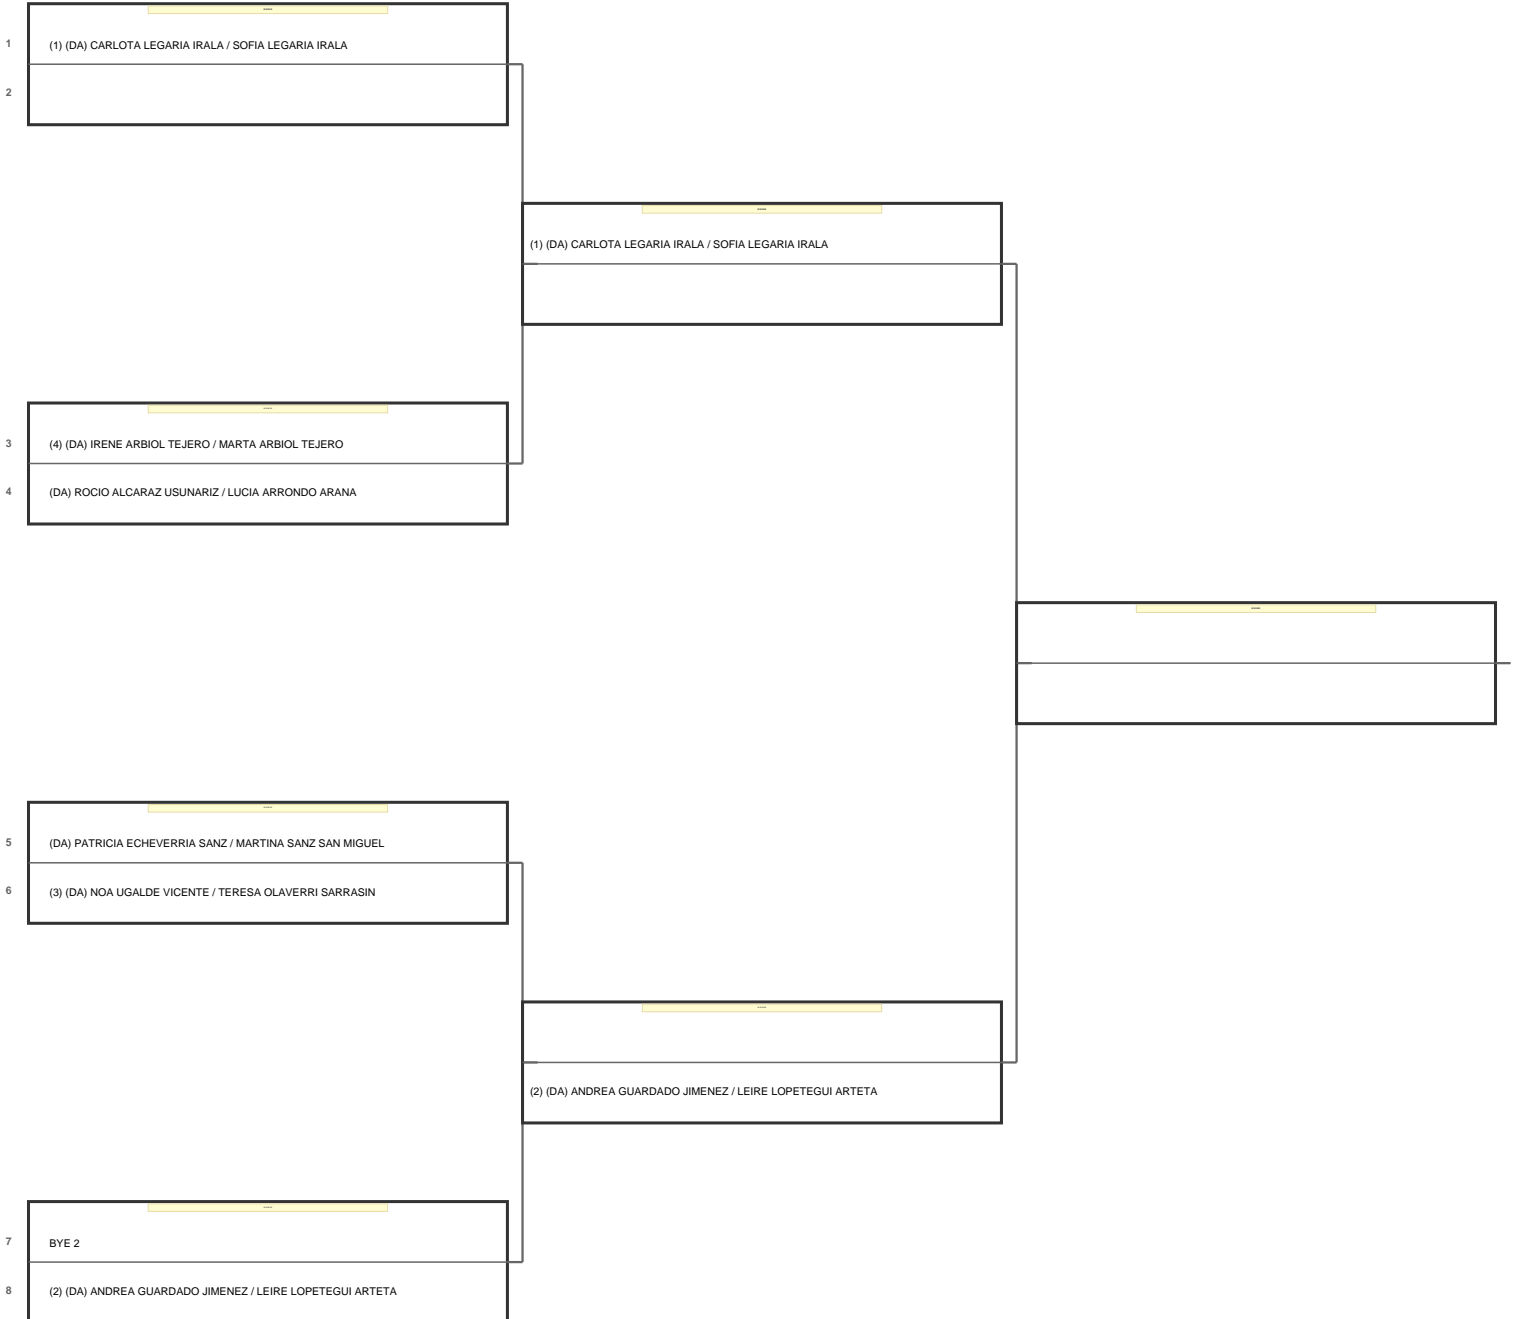 1
(1) (DA) CARLOTA LEGARIA IRALA / SOFIA LEGARIA IRALA
2
(1) (DA) CARLOTA LEGARIA IRALA / SOFIA LEGARIA IRALA
3
(4) (DA) IRENE ARBIOL TEJERO / MARTA ARBIOL TEJERO
4
(DA) ROCIO ALCARAZ USUNARIZ / LUCIA ARRONDO ARANA
5
(DA) PATRICIA ECHEVERRIA SANZ / MARTINA SANZ SAN MIGUEL
6
(3) (DA) NOA UGALDE VICENTE / TERESA OLAVERRI SARRASIN
(2) (DA) ANDREA GUARDADO JIMENEZ / LEIRE LOPETEGUI ARTETA
7
BYE 2
8
(2) (DA) ANDREA GUARDADO JIMENEZ / LEIRE LOPETEGUI ARTETA